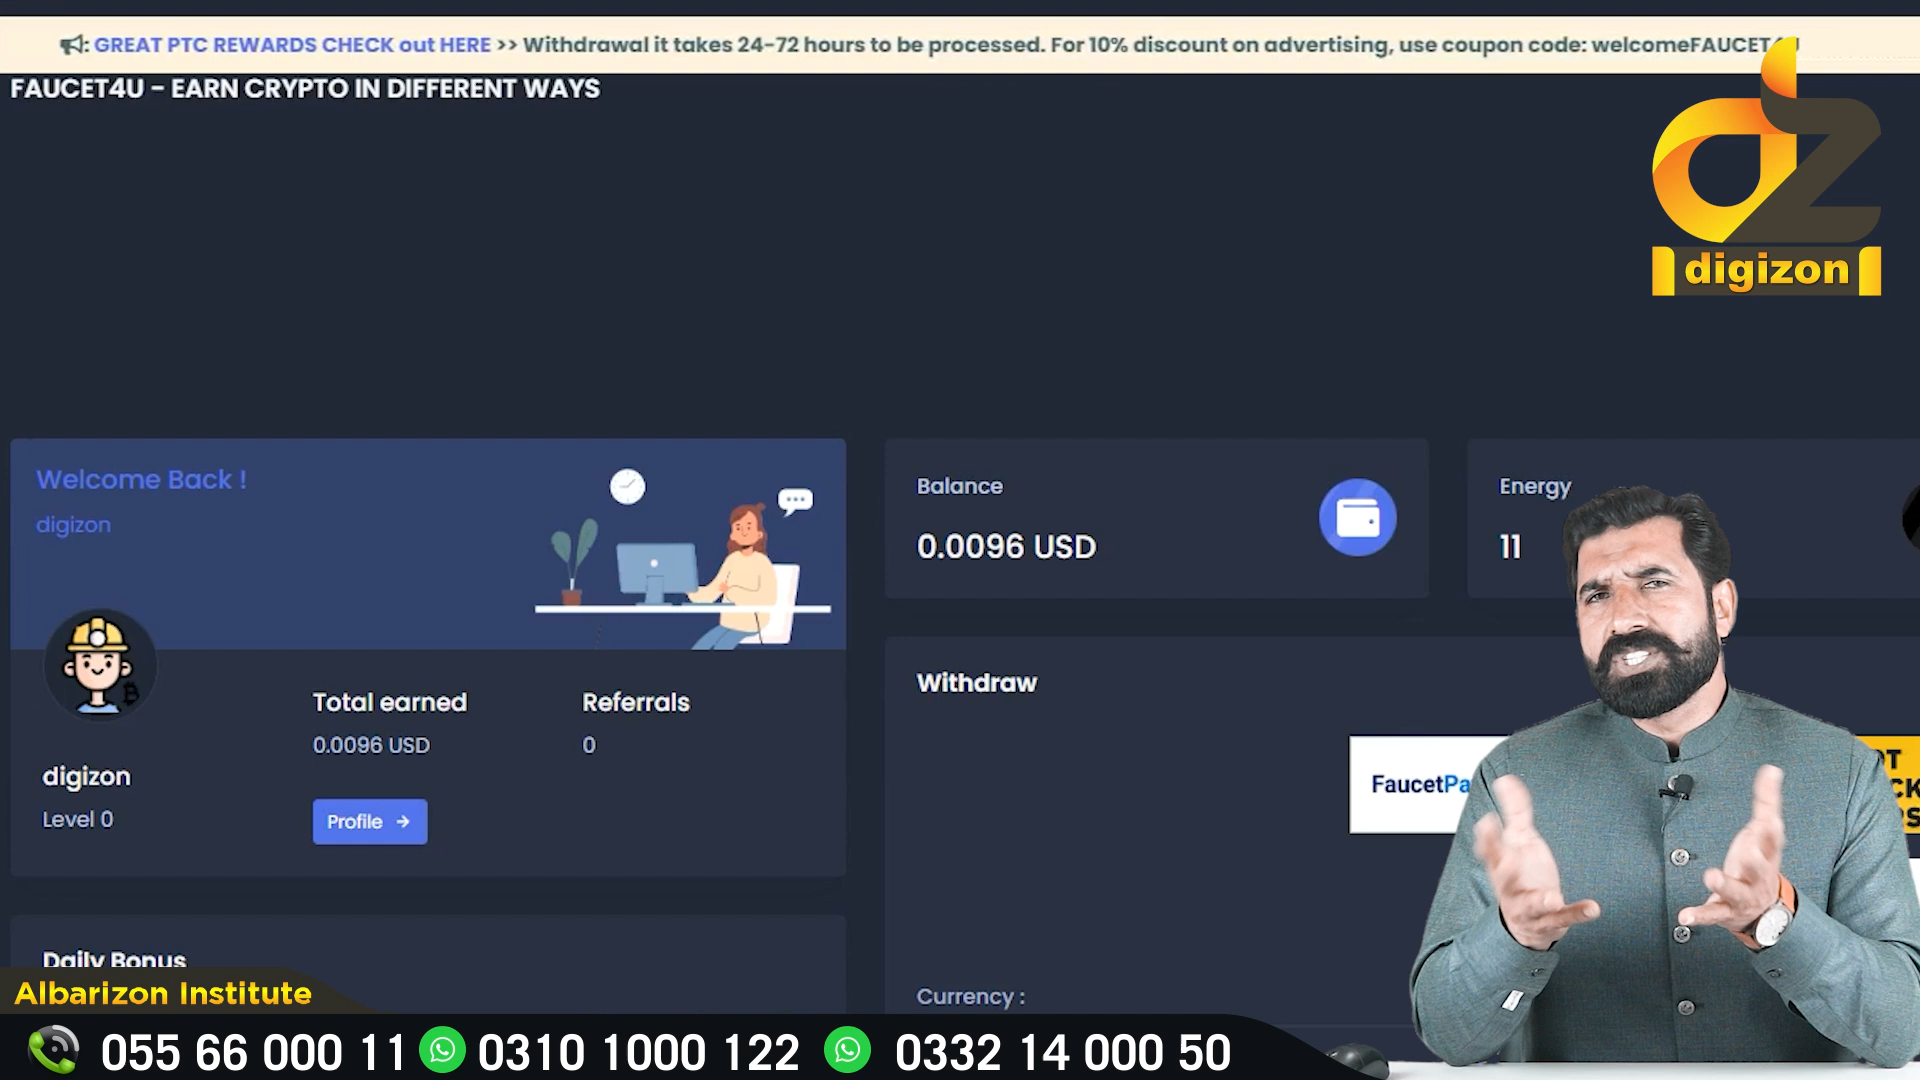 : GREAT PTC REWARDS CHECK out HERE >> Withdrawal it takes 24-72 hours to be processed. For 10% discount on advertising, use coupon code: welcomeFAUCET4U
FAUCET4U - EARN CRYPTO IN DIFFERENT WAYS
dz
digizon
Welcome Back !
digizon
Balance
0.0096 USD
Energy
11
Total earned
0.0096 USD
Referrals
0
digizon
Level 0
Profile
Withdraw
FaucetPa
Currency :
Daily Bonus
Albarizon Institute
055 66 000 11
0310 1000 122
0332 14 000 50